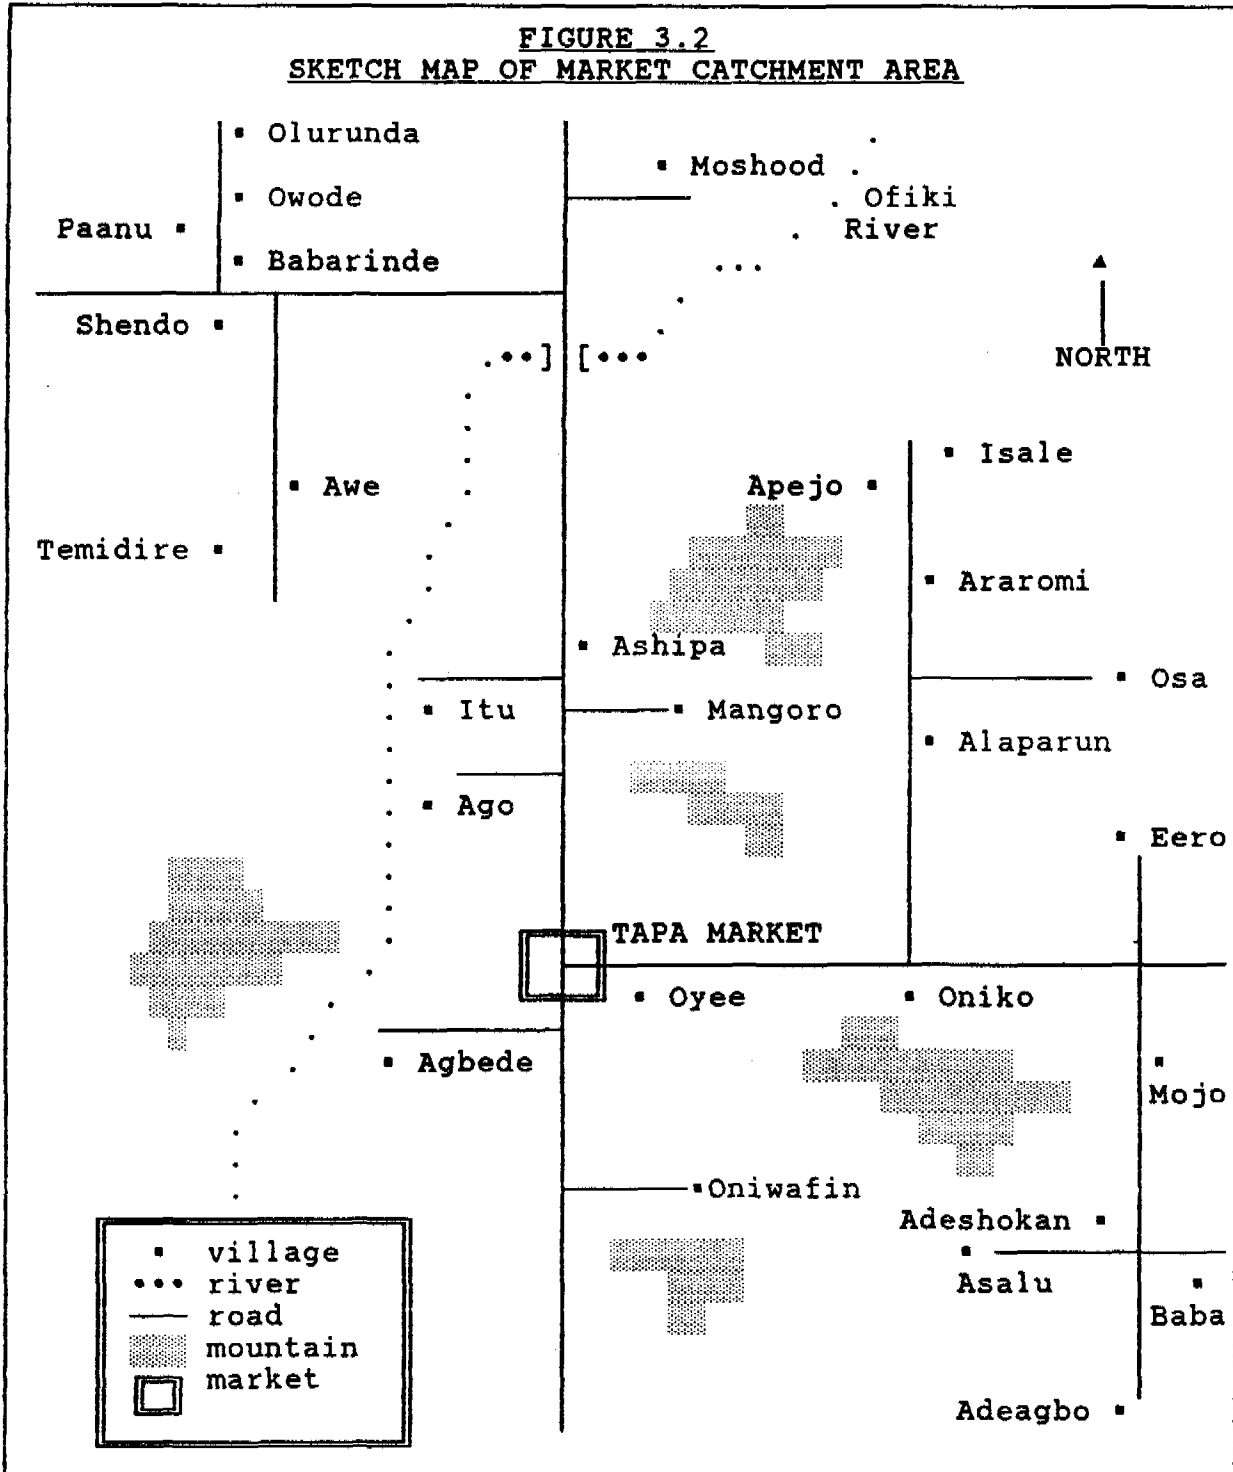 FIGURE 3.2
SKETCH MAP OF MARKET CATCHMENT AREA
Olurunda
Moshood
Owode
Ofiki
Paanu
River
Babarinde
Shendo
] [
NORTH
Isale
Awe
Apejo
Temidire
Araromi
Ashipa
Osa
Itu
Mangoro
Alaparun
Ago
Eero
TAPA MARKET
Oyee
Oniko
Agbede
Mojo
Oniwafin
Adeshokan
village
river
Asalu
road
Baba
mountain
market
Adeagbo